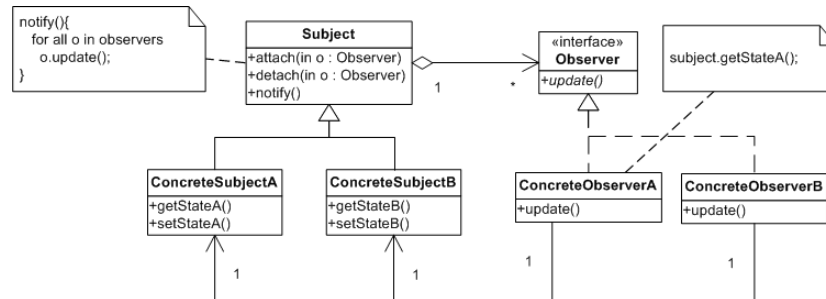 notify(){
for all o in observers
o.update();
}
Subject
+attach(in o : Observer)
+detach(in o : Observer)
+notify()
1
*
«interface»
Observer
+update()
subject.getStateA();
ConcreteSubjectA
+getStateA()
+setStateA()
ConcreteSubjectB
+getStateB()
+setStateB()
ConcreteObserverA
+update()
ConcreteObserverB
+update()
1
1
1
1